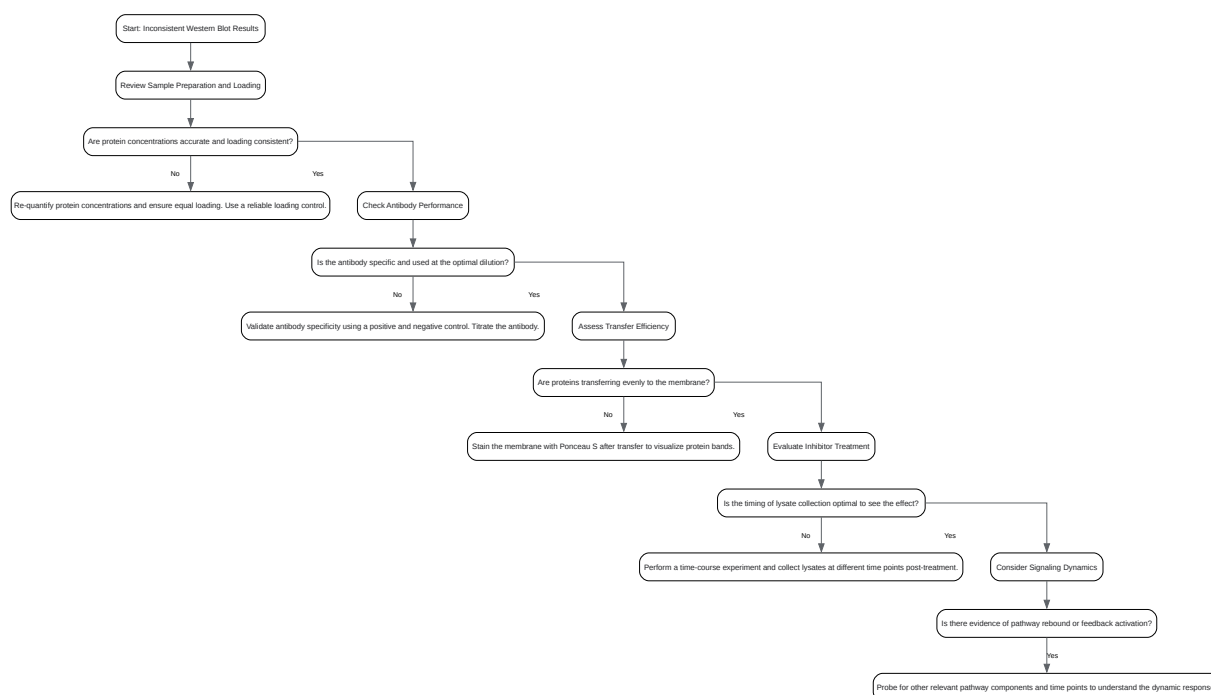 Start: Inconsistent Western Blot Results
Review Sample Preparation and Loading
Are protein concentrations accurate and loading consistent?
No
Yes
Re-quantify protein concentrations and ensure equal loading. Use a reliable loading control.
Check Antibody Performance
Is the antibody specific and used at the optimal dilution?
No
Yes
Validate antibody specificity using a positive and negative control. Titrate the antibody.
Assess Transfer Efficiency
Are proteins transferring evenly to the membrane?
No
Yes
Stain the membrane with Ponceau S after transfer to visualize protein bands.
Evaluate Inhibitor Treatment
Is the timing of lysate collection optimal to see the effect?
No
Yes
Perform a time-course experiment and collect lysates at different time points post-treatment.
Consider Signaling Dynamics
Is there evidence of pathway rebound or feedback activation?
Yes
Probe for other relevant pathway components and time points to understand the dynamic response